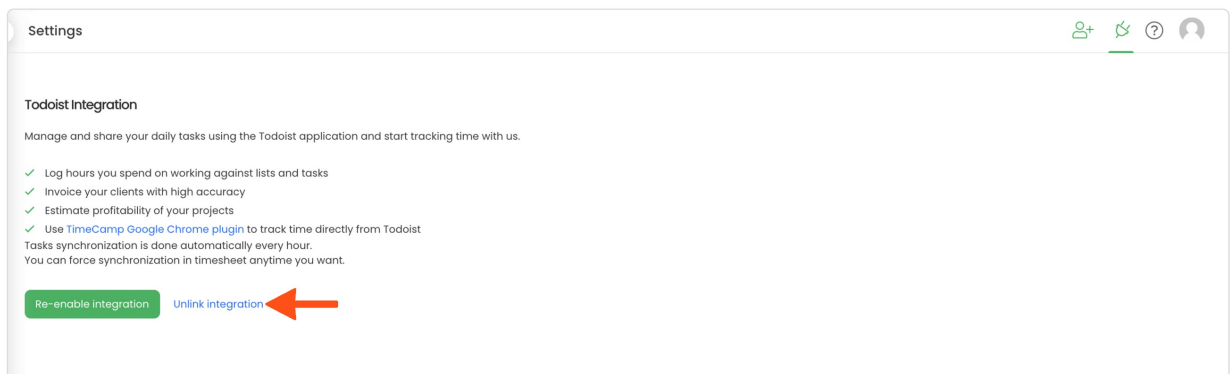 Settings
Todoist Integration
Manage and share your daily tasks using the Todoist application and start tracking time with us.
Log hours you spend on working against lists and tasks
Invoice your clients with high accuracy
Estimate profitability of your projects
Use TimeCamp Google Chrome plugin to track time directly from Todoist
Tasks synchronization is done automatically every hour.
You can force synchronization in timesheet anytime you want.
Re-enable integration Unlink integration